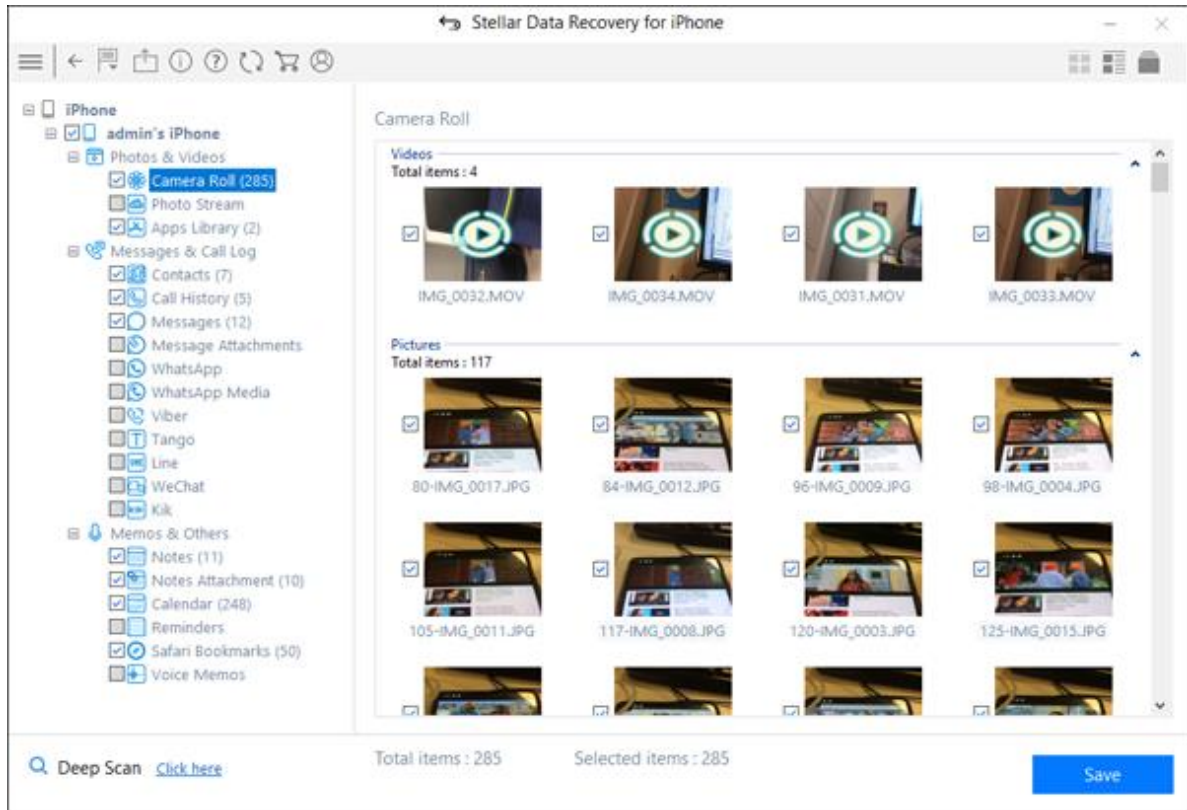 Stellar Data Recovery for iPhone
iPhone
admin's iPhone
Photos & Videos
Camera Roll (285)
Photo Stream
Apps Library (2)
Messages & Call Log
Contacts (7)
Call History (5)
Messages (12)
Message Attachments
WhatsApp
WhatsApp Media
Viber
Tango
Line
WeChat
Kik
Memos & Others
Notes (11)
Notes Attachment (10)
Calendar (248)
Reminders
Safari Bookmarks (50)
Voice Memos
Camera Roll
Videos
Total items : 4
IMG_0032.MOV IMG_0034.MOV IMG_0031.MOV IMG_0033.MOV
Pictures
Total items : 117
80-IMG_0017.JPG 84-IMG_0012.JPG 96-IMG_0009.JPG 98-IMG_0004.JPG
105-IMG_0011.JPG 117-IMG_0008.JPG 120-IMG_0003.JPG 125-IMG_0015.JPG
Deep Scan Click here Total items : 285 Selected items : 285 Save